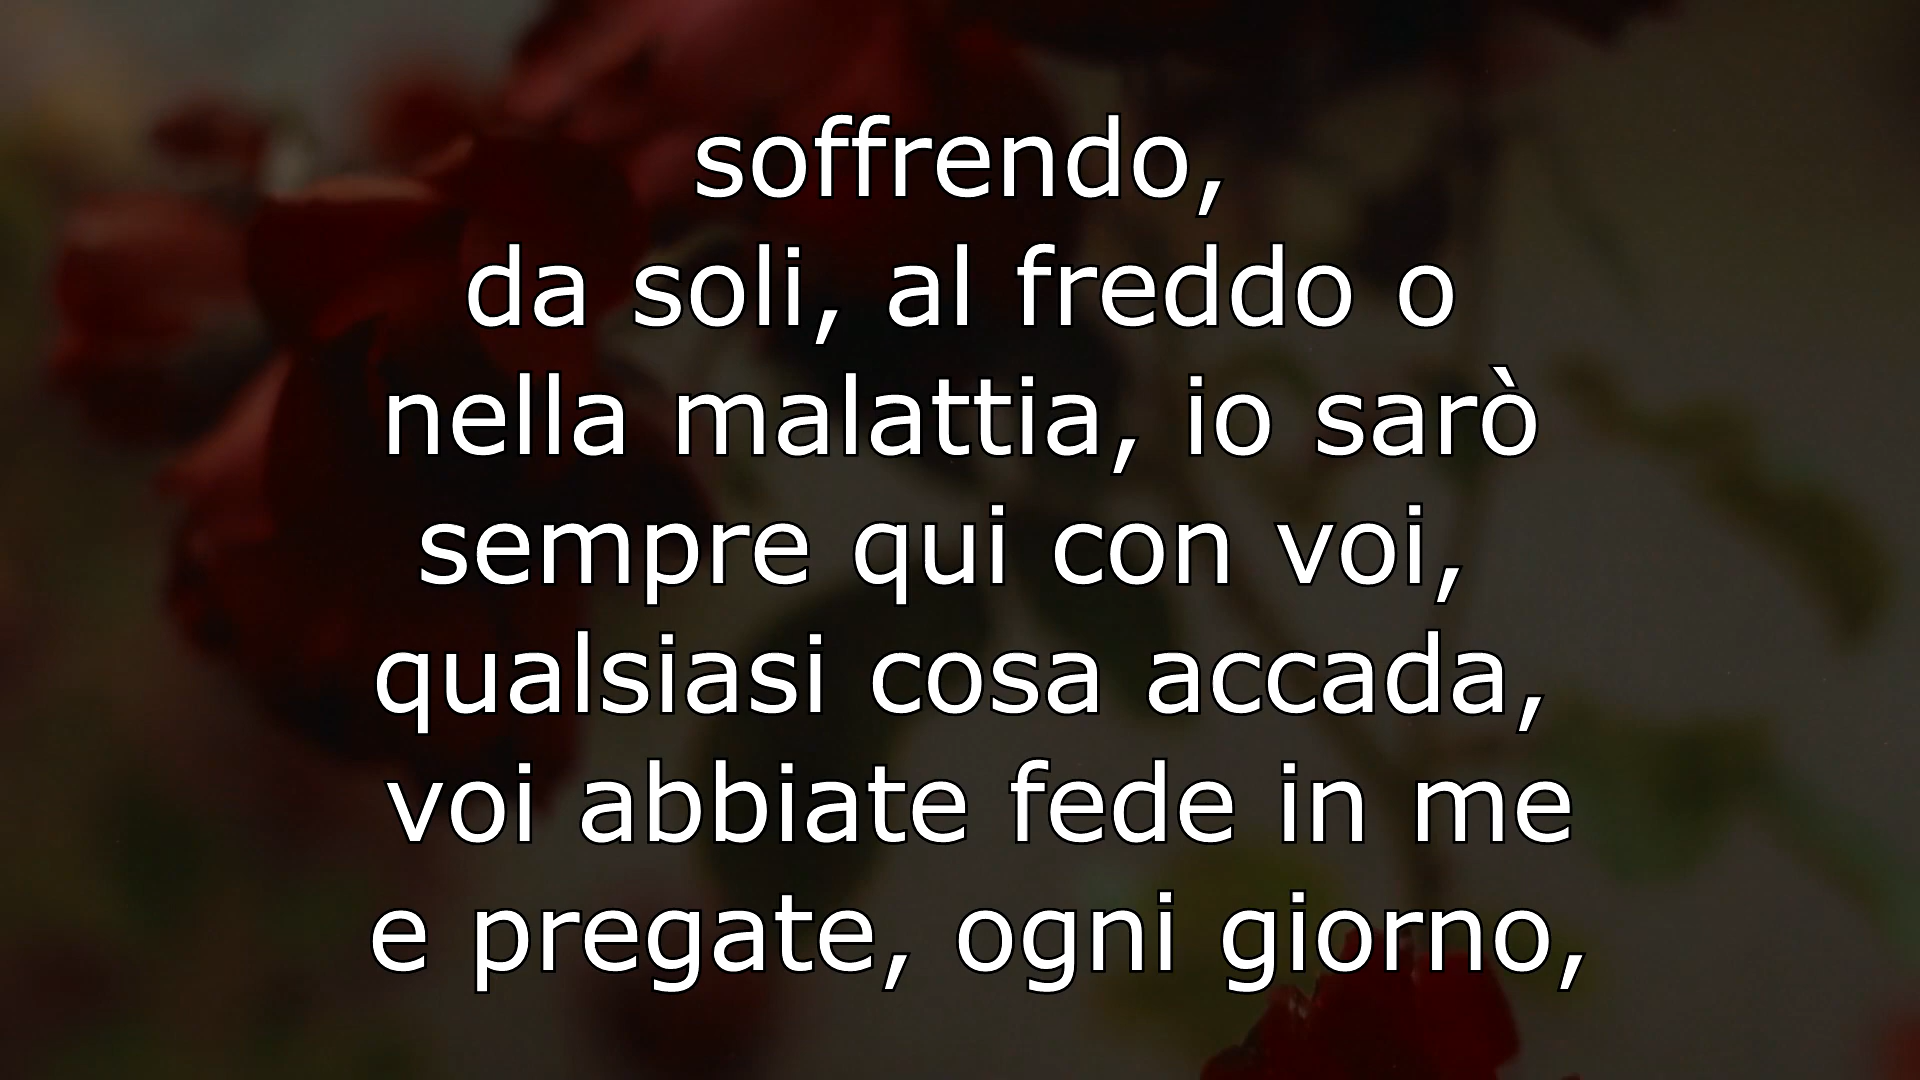 soffrendo,
da soli, al freddo o
nella malattia, io sarò
sempre qui con voi,
qualsiasi cosa accada,
voi abbiate fede in me
e pregate, ogni giorno,